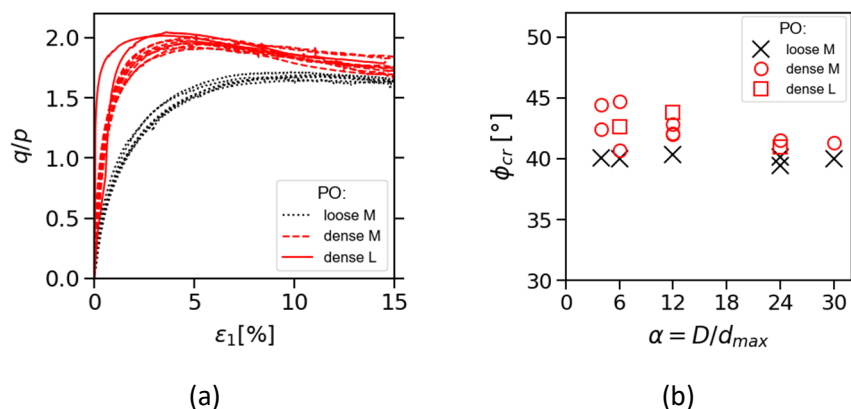 2.0
1.5
1.0
0.5
0.0
q/p
0
5
10
15
ε₁[%]
PO:
loose M
dense M
dense L
(a)
50
45
40
35
30
ϕcr [°]
0
6
12
18
24
30
α = D/dmax
PO:
loose M
dense M
dense L
(b)